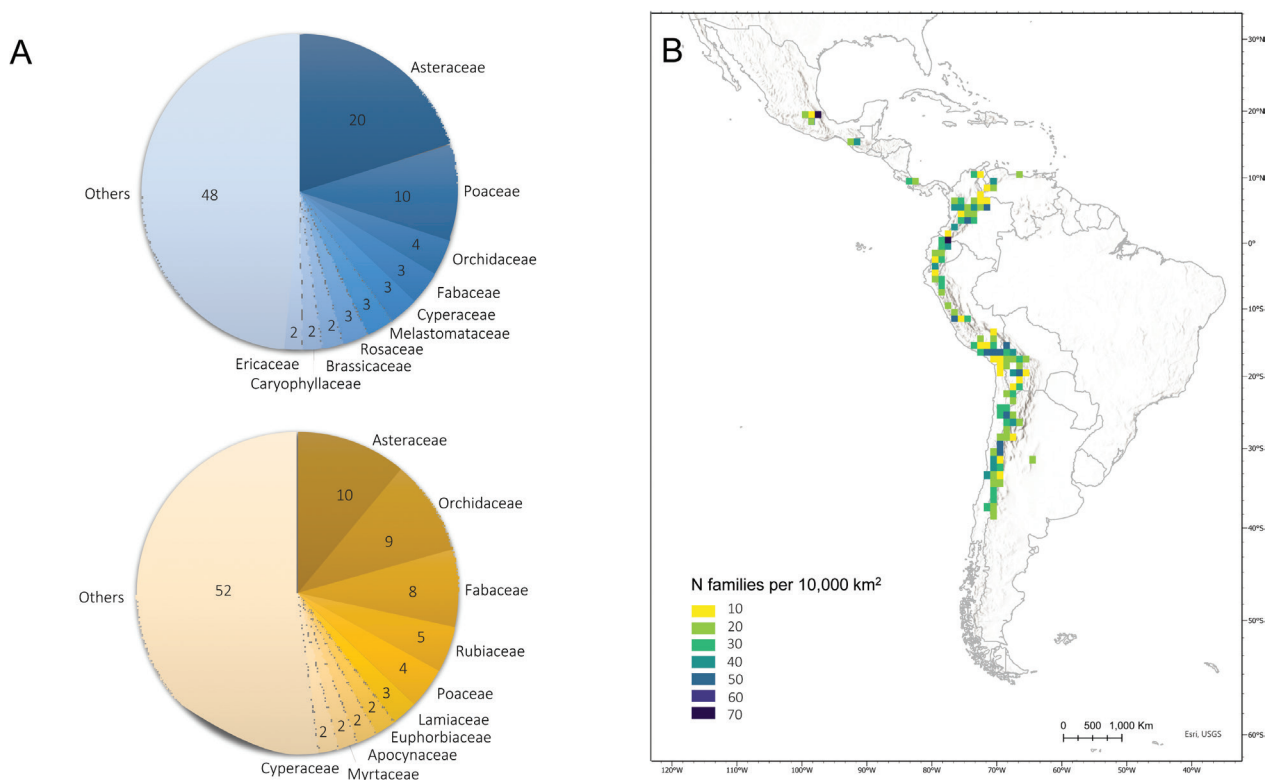 A
Asteraceae
20
Poaceae
10
Others
48
4
Orchidaceae
3
Fabaceae
3
Cyperaceae
3
Melastomataceae
3
Rosaceae
2
Brassicaceae
2
Caryophyllaceae
2
Ericaceae
Asteraceae
10
Orchidaceae
9
Others
52
8
Fabaceae
5
Rubiaceae
4
Poaceae
3
Lamiaceae
2
Euphorbiaceae
2
Apocynaceae
2
Myrtaceae
2
Cyperaceae
B
30°N
20°N
10°N
0°
10°S
20°S
30°S
40°S
50°S
60°S
N families per 10,000 km²
10
20
30
40
50
60
70
0 500 1,000 Km
Esri, USGS
120°W 110°W 100°W 90°W 80°W 70°W 60°W 50°W 40°W